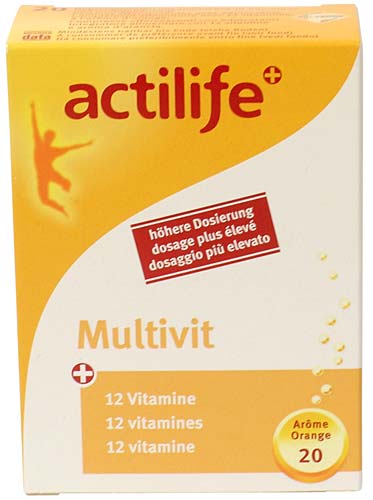 data
actilife+
höhere Dosierung
dosage plus élevé
dosaggio più elevato
Multivit
+
12 Vitamine
12 vitamines
12 vitamine
Arôme
Orange
20